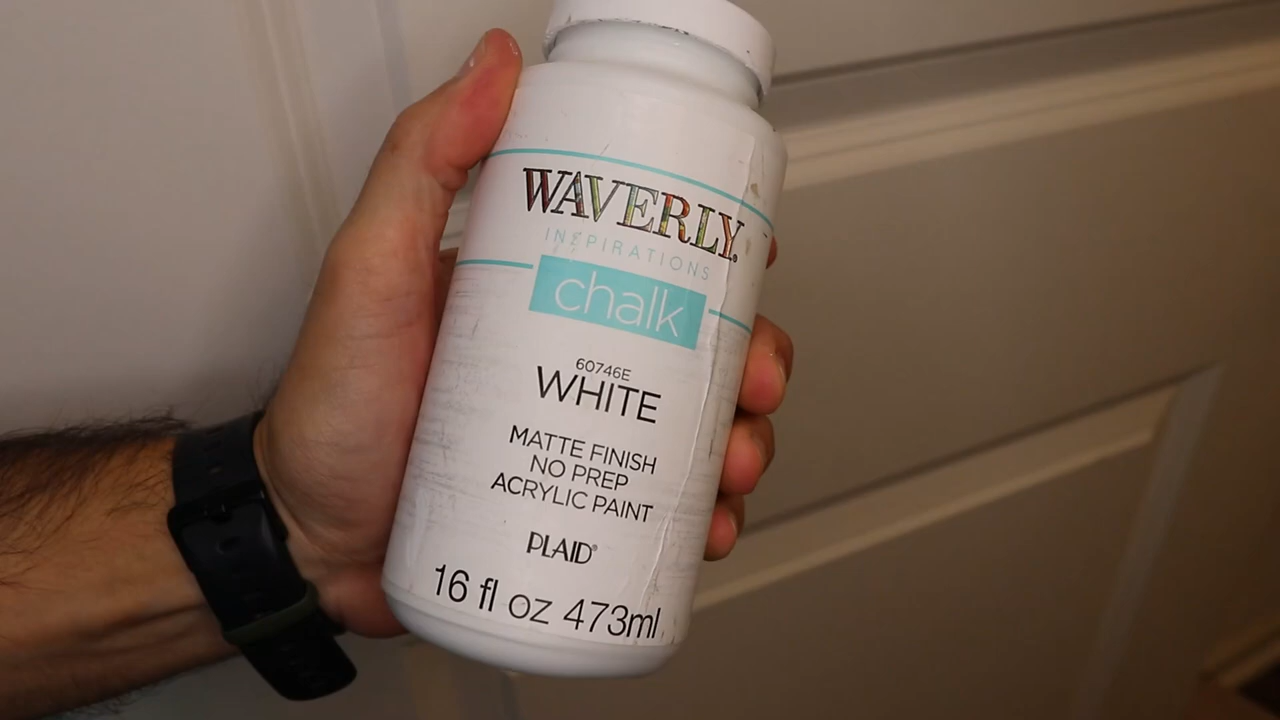 WAVERLY®
INSPIRATIONS
chalk
60746E
WHITE
MATTE FINISH
NO PREP
ACRYLIC PAINT
PLAID®
16 fl oz 473ml